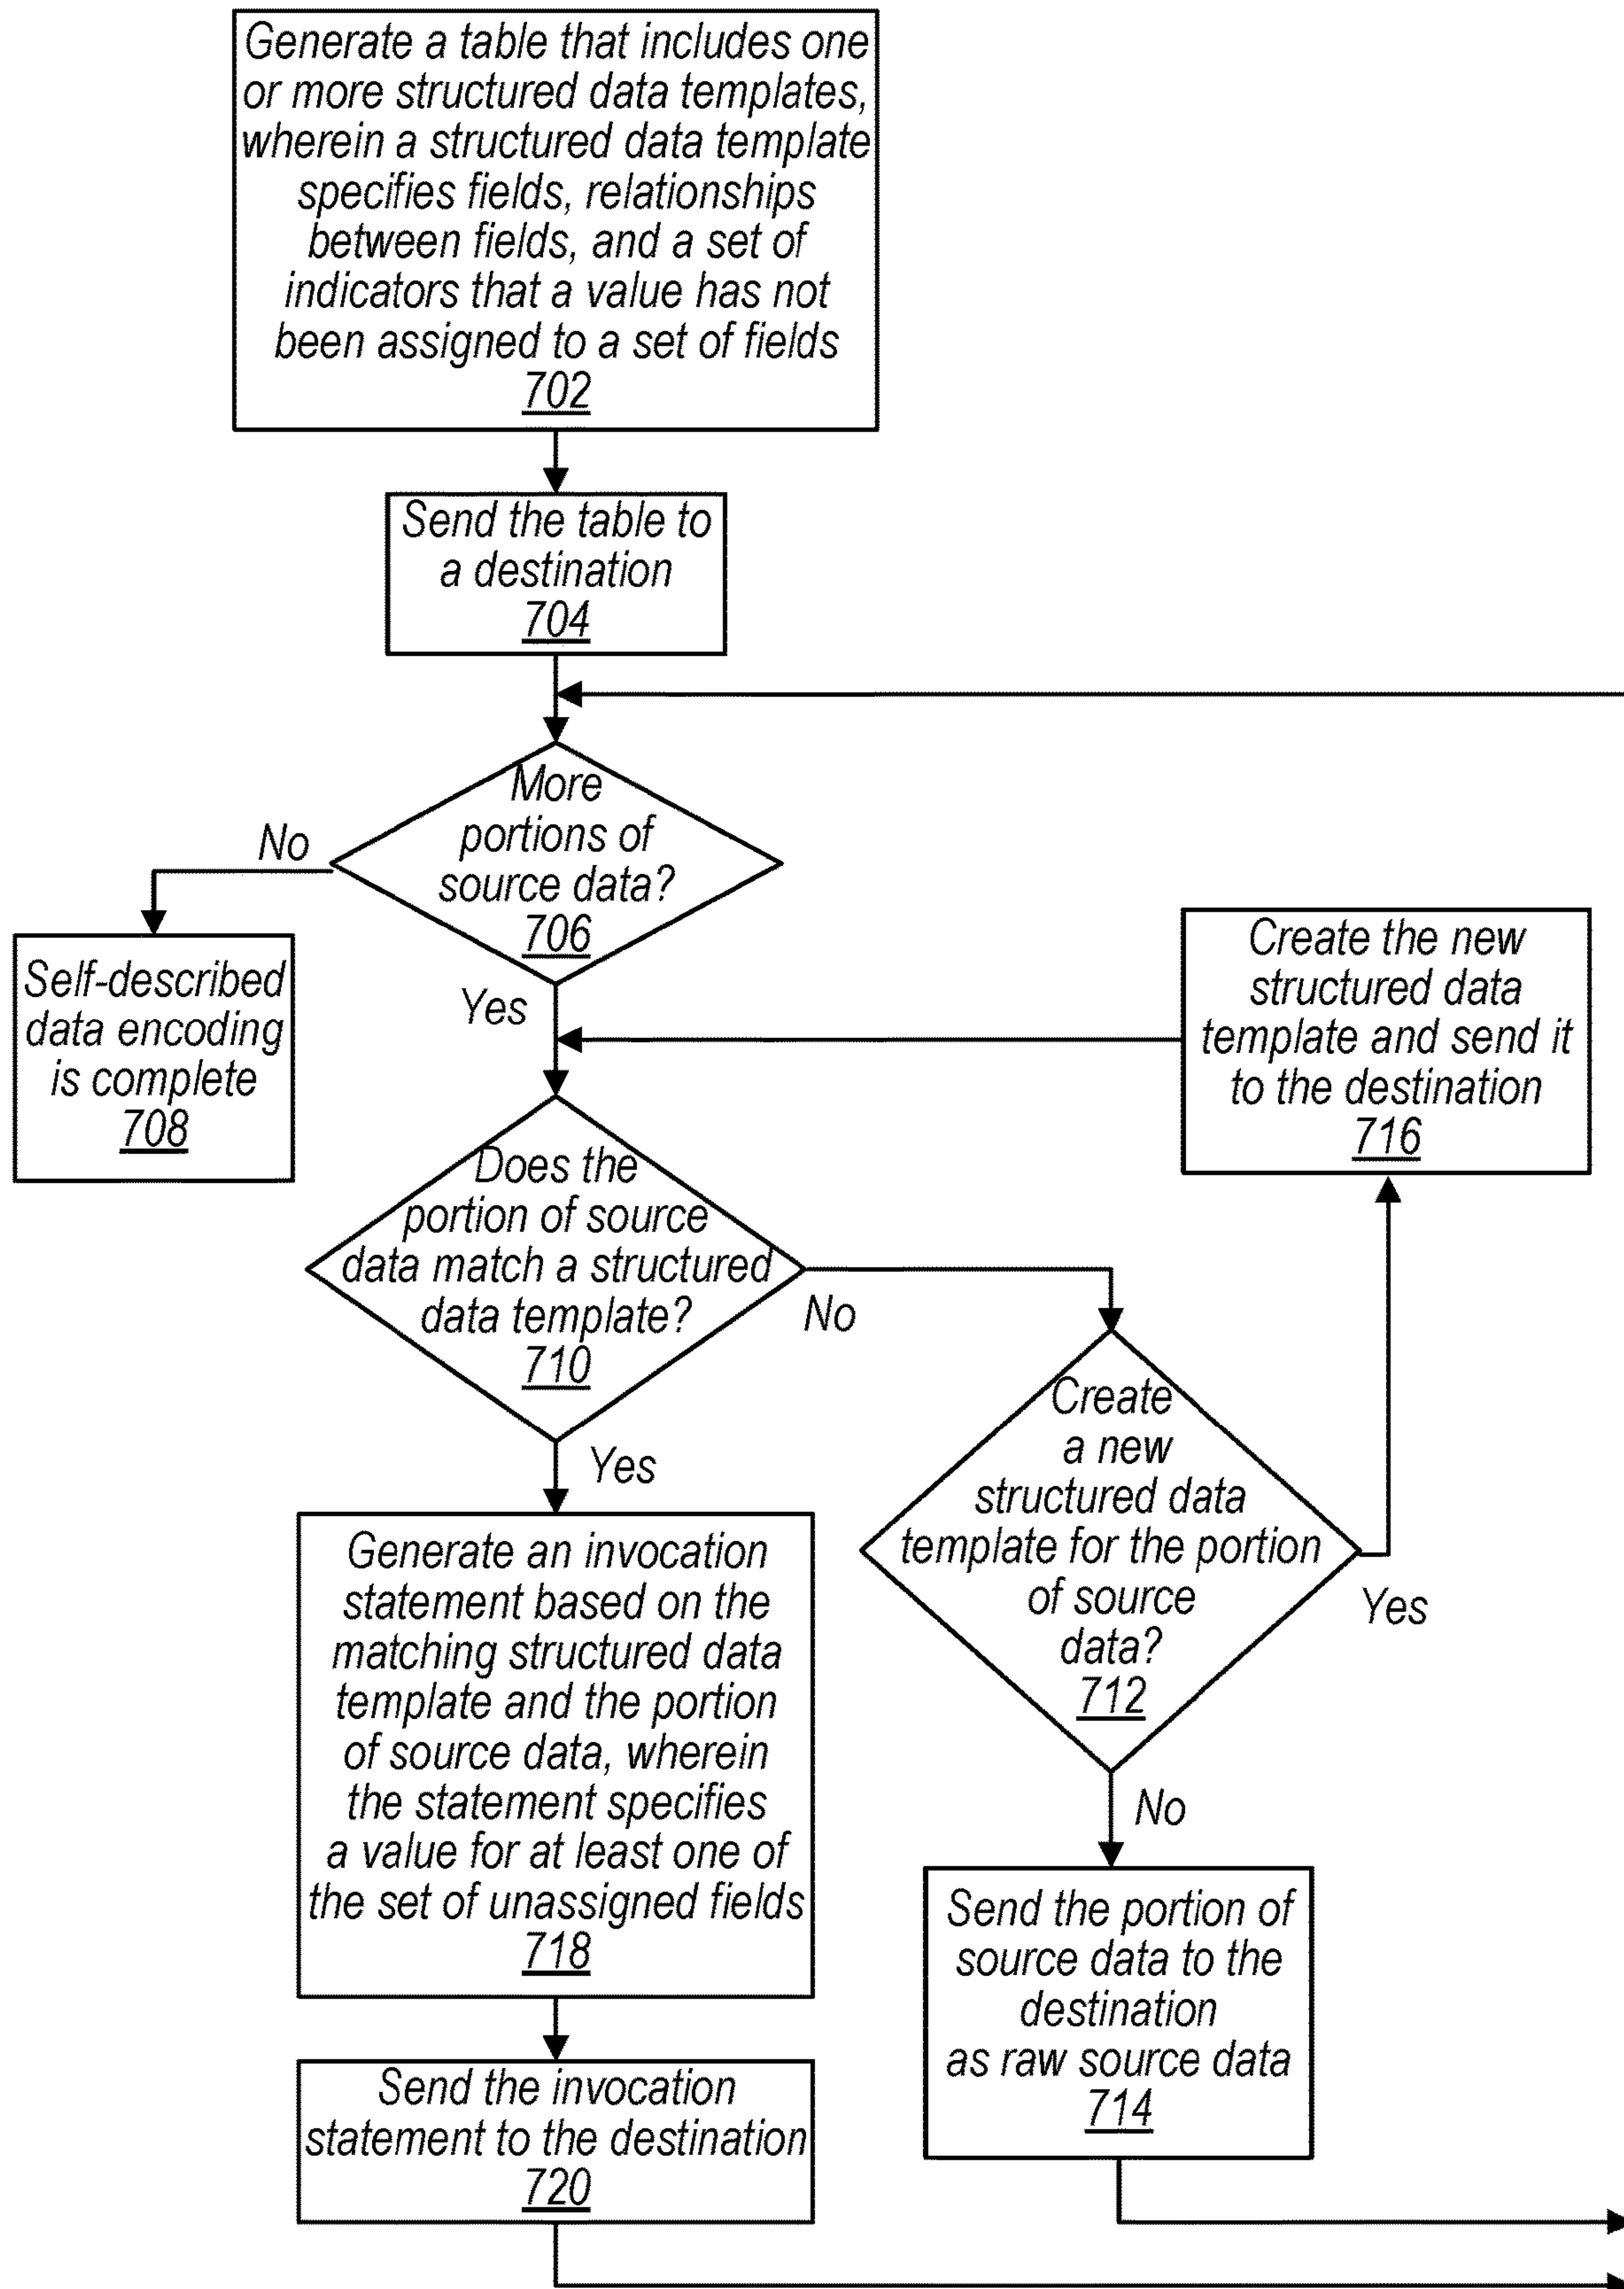 Generate a table that includes one
or more structured data templates,
wherein a structured data template
specifies fields, relationships
between fields, and a set of
indicators that a value has not
been assigned to a set of fields
702
Send the table to
a destination
704
More
portions of
source data?
706
No
Yes
Self-described
data encoding
is complete
708
Create the new
structured data
template and send it
to the destination
716
Does the
portion of source
data match a structured
data template?
710
No
Yes
Create
a new
structured data
template for the portion
of source
data?
712
Yes
No
Generate an invocation
statement based on the
matching structured data
template and the portion
of source data, wherein
the statement specifies
a value for at least one of
the set of unassigned fields
718
Send the portion of
source data to the
destination
as raw source data
714
Send the invocation
statement to the destination
720